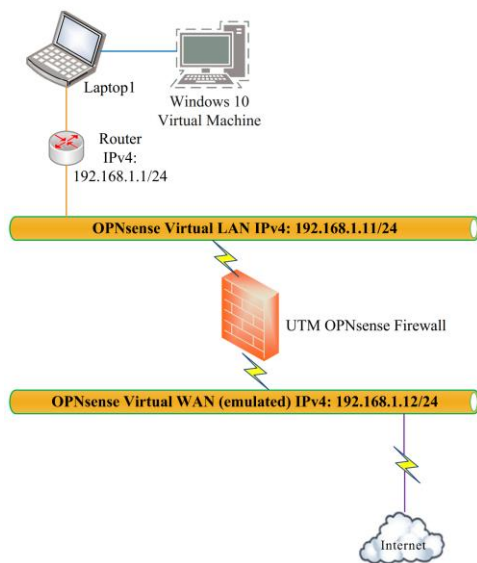 Laptop1
Windows 10
Virtual Machine
Router
IPv4:
192.168.1.1/24
OPNsense Virtual LAN IPv4: 192.168.1.11/24
UTM OPNsense Firewall
OPNsense Virtual WAN (emulated) IPv4: 192.168.1.12/24
Internet